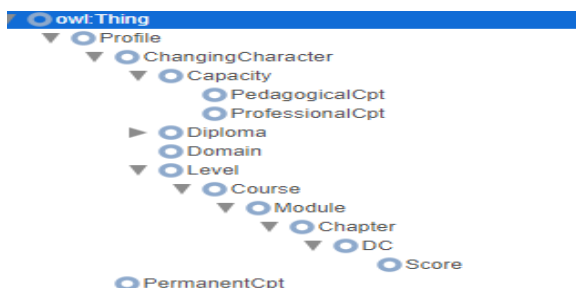 owl:Thing
Profile
ChangingCharacter
Capacity
PedagogicalCpt
ProfessionalCpt
Diploma
Domain
Level
Course
Module
Chapter
DC
Score
PermanentCpt